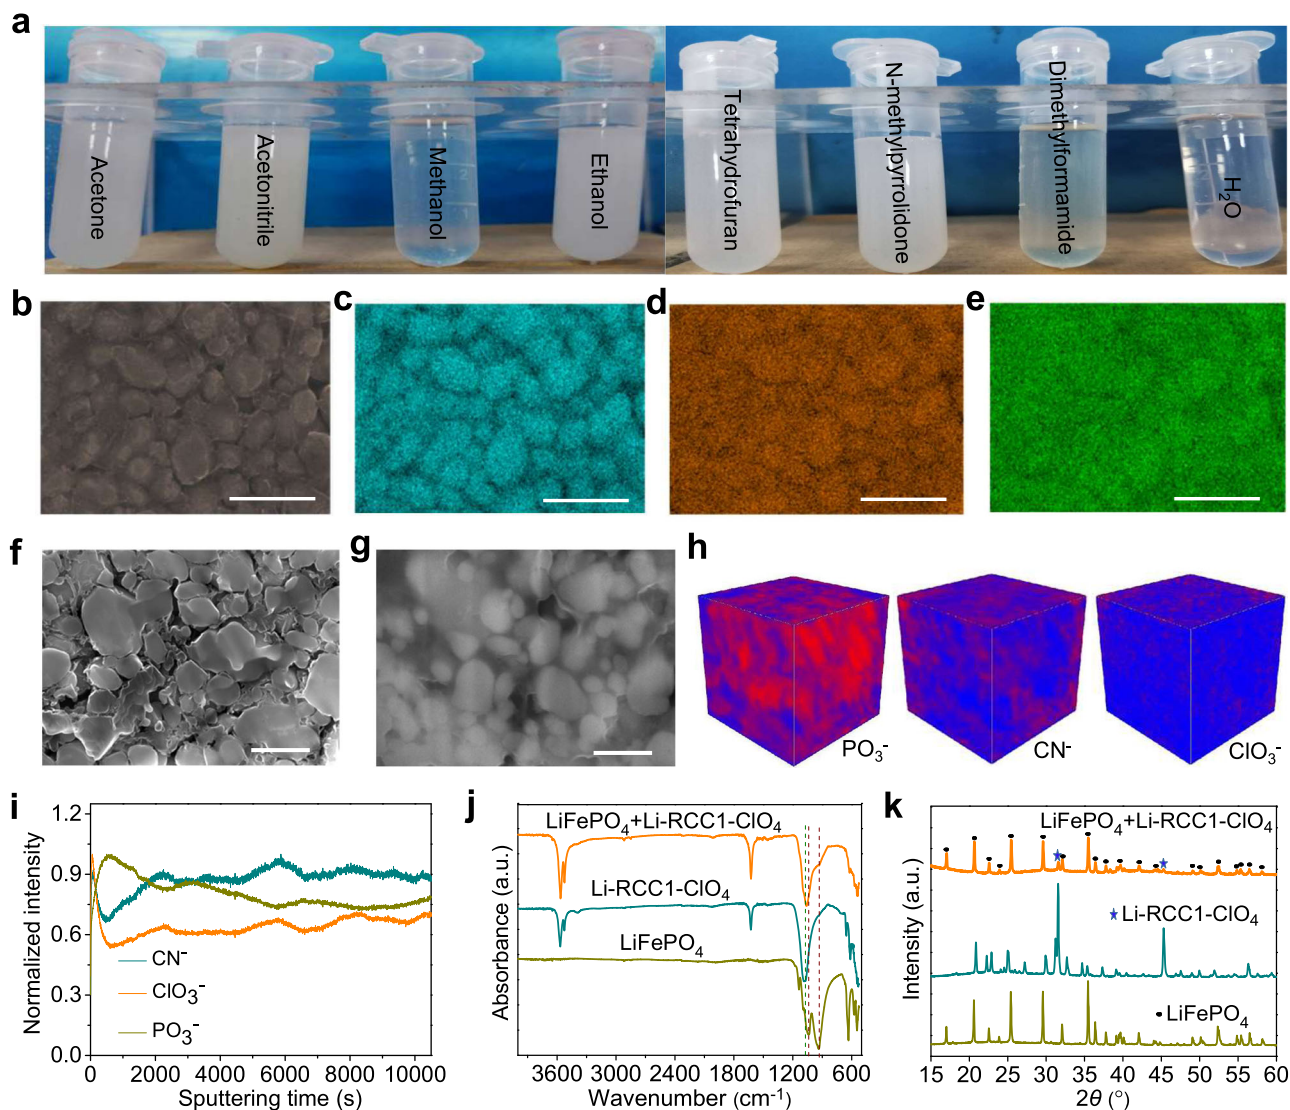 a
Acetone
Acetonitrile
Methanol
Ethanol
Tetrahydrofuran
N-methylpyrrolidone
Dimethylformamide
H₂O
b
c
d
e
f
g
h
PO₃⁻
CN⁻
ClO₃⁻
i
1.2
0.9
0.6
0.3
0.0
Normalized intensity
CN⁻
ClO₃⁻
PO₃⁻
0 2000 4000 6000 8000 10000
Sputtering time (s)
j
LiFePO₄+Li-RCC1-ClO₄
Li-RCC1-ClO₄
LiFePO₄
Absorbance (a.u.)
3600 3000 2400 1800 1200 600
Wavenumber (cm⁻¹)
k
LiFePO₄+Li-RCC1-ClO₄
Li-RCC1-ClO₄
LiFePO₄
Intensity (a.u.)
15 20 25 30 35 40 45 50 55 60
2θ (°)